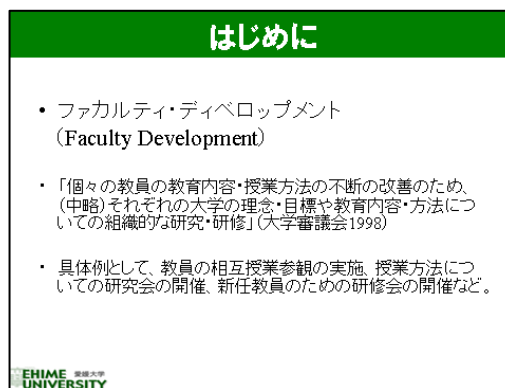 はじめに
• ファカルティ・ディベロップメント
(Faculty Development)
• 「個々の教員の教育内容・授業方法の不断の改善のため、
(中略)それぞれの大学の理念・目標や教育内容・方法につ
いての組織的な研究・研修」(大学審議会1998)
• 具体例として、教員の相互授業参観の実施、授業方法につ
いての研究会の開催、新任教員のための研修会の開催など。
EHIME 愛媛大学
UNIVERSITY